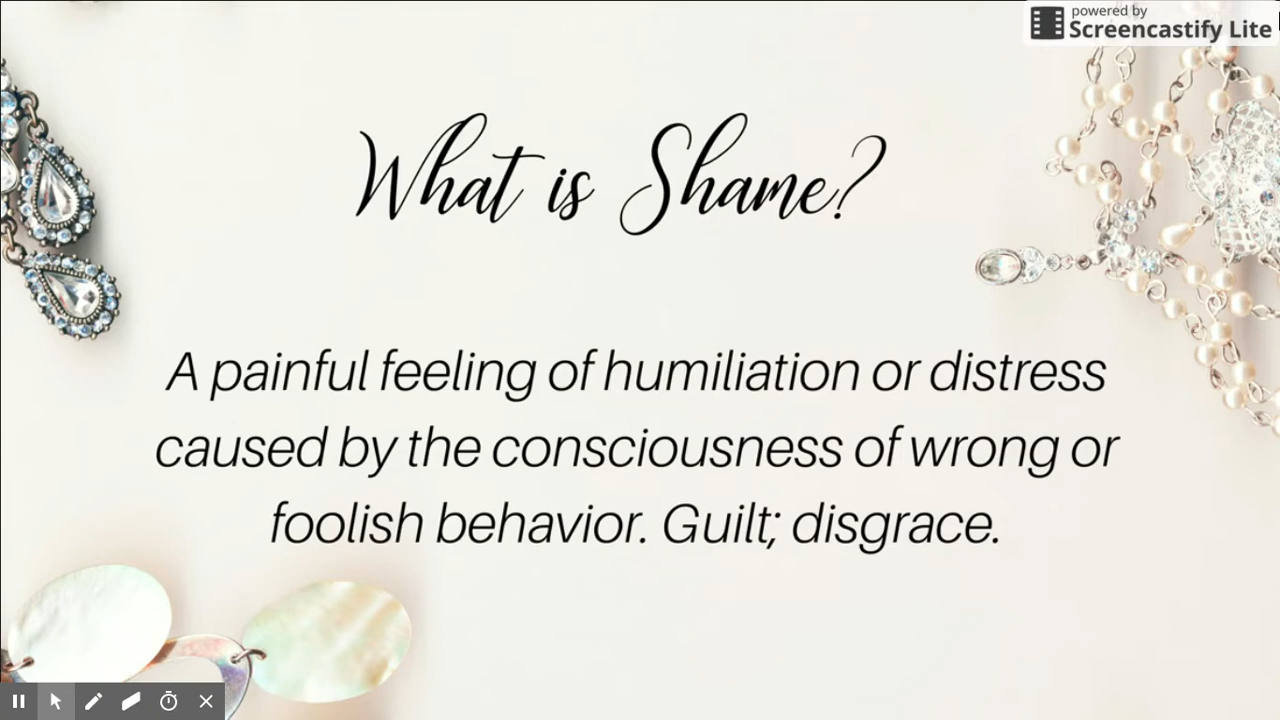 powered by
Screencastify Lite
What is Shame?
A painful feeling of humiliation or distress
caused by the consciousness of wrong or
foolish behavior. Guilt; disgrace.